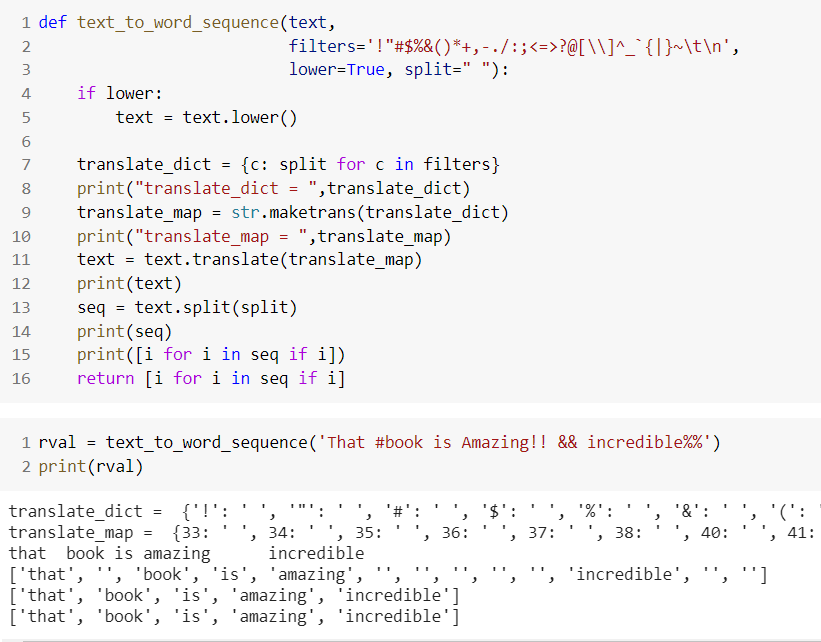 1 def text_to_word_sequence(text,
2                           filters='!"#$%&()*+,-./:;<=>?@[\\]^_`{|}~\t\n',
3                           lower=True, split=" "):
4     if lower:
5         text = text.lower()
6
7     translate_dict = {c: split for c in filters}
8     print("translate_dict = ",translate_dict)
9     translate_map = str.maketrans(translate_dict)
10     print("translate_map = ",translate_map)
11     text = text.translate(translate_map)
12     print(text)
13     seq = text.split(split)
14     print(seq)
15     print([i for i in seq if i])
16     return [i for i in seq if i]
1 rval = text_to_word_sequence('That #book is Amazing!! && incredible%%')
2 print(rval)
translate_dict =  {'!': ' ', '"': ' ', '#': ' ', '$': ' ', '%': ' ', '&': ' ', '(': '
translate_map =  {33: ' ', 34: ' ', 35: ' ', 36: ' ', 37: ' ', 38: ' ', 40: ' ', 41:
that  book is amazing      incredible
['that', '', 'book', 'is', 'amazing', '', '', '', '', '', 'incredible', '', '']
['that', 'book', 'is', 'amazing', 'incredible']
['that', 'book', 'is', 'amazing', 'incredible']